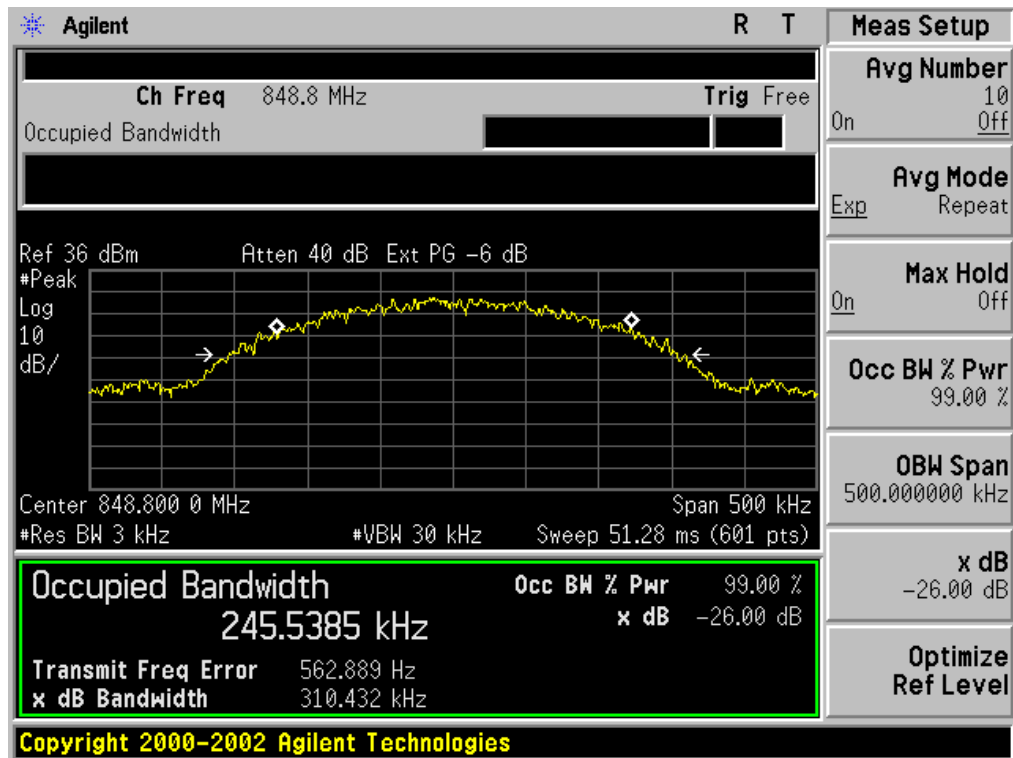 Agilent R T
Ch Freq 848.8 MHz Trig Free
Occupied Bandwidth
Ref 36 dBm Atten 40 dB Ext PG -6 dB
#Peak
Log
10
dB/
Center 848.800 0 MHz Span 500 kHz
#Res BW 3 kHz #VBW 30 kHz Sweep 51.28 ms (601 pts)
Occupied Bandwidth Occ BW % Pwr 99.00 %
245.5385 kHz x dB -26.00 dB
Transmit Freq Error 562.889 Hz
x dB Bandwidth 310.432 kHz
Copyright 2000-2002 Agilent Technologies
Meas Setup
Avg Number
10
On Off
Avg Mode
Exp Repeat
Max Hold
On Off
Occ BW % Pwr
99.00 %
OBW Span
500.000000 kHz
x dB
-26.00 dB
Optimize
Ref Level